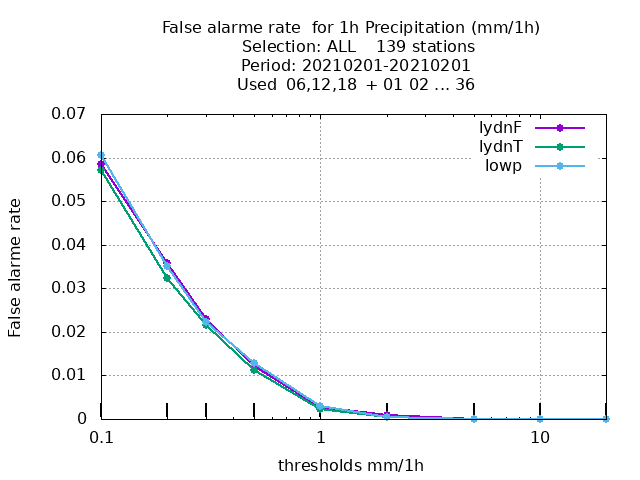 False alarme rate  for 1h Precipitation (mm/1h)
Selection: ALL    139 stations
Period: 20210201-20210201
Used  06,12,18  + 01 02 ... 36
lydnF
lydnT
lowp
0.07
0.06
0.05
0.04
0.03
0.02
0.01
0
False alarme rate
0.1 1 10
thresholds mm/1h